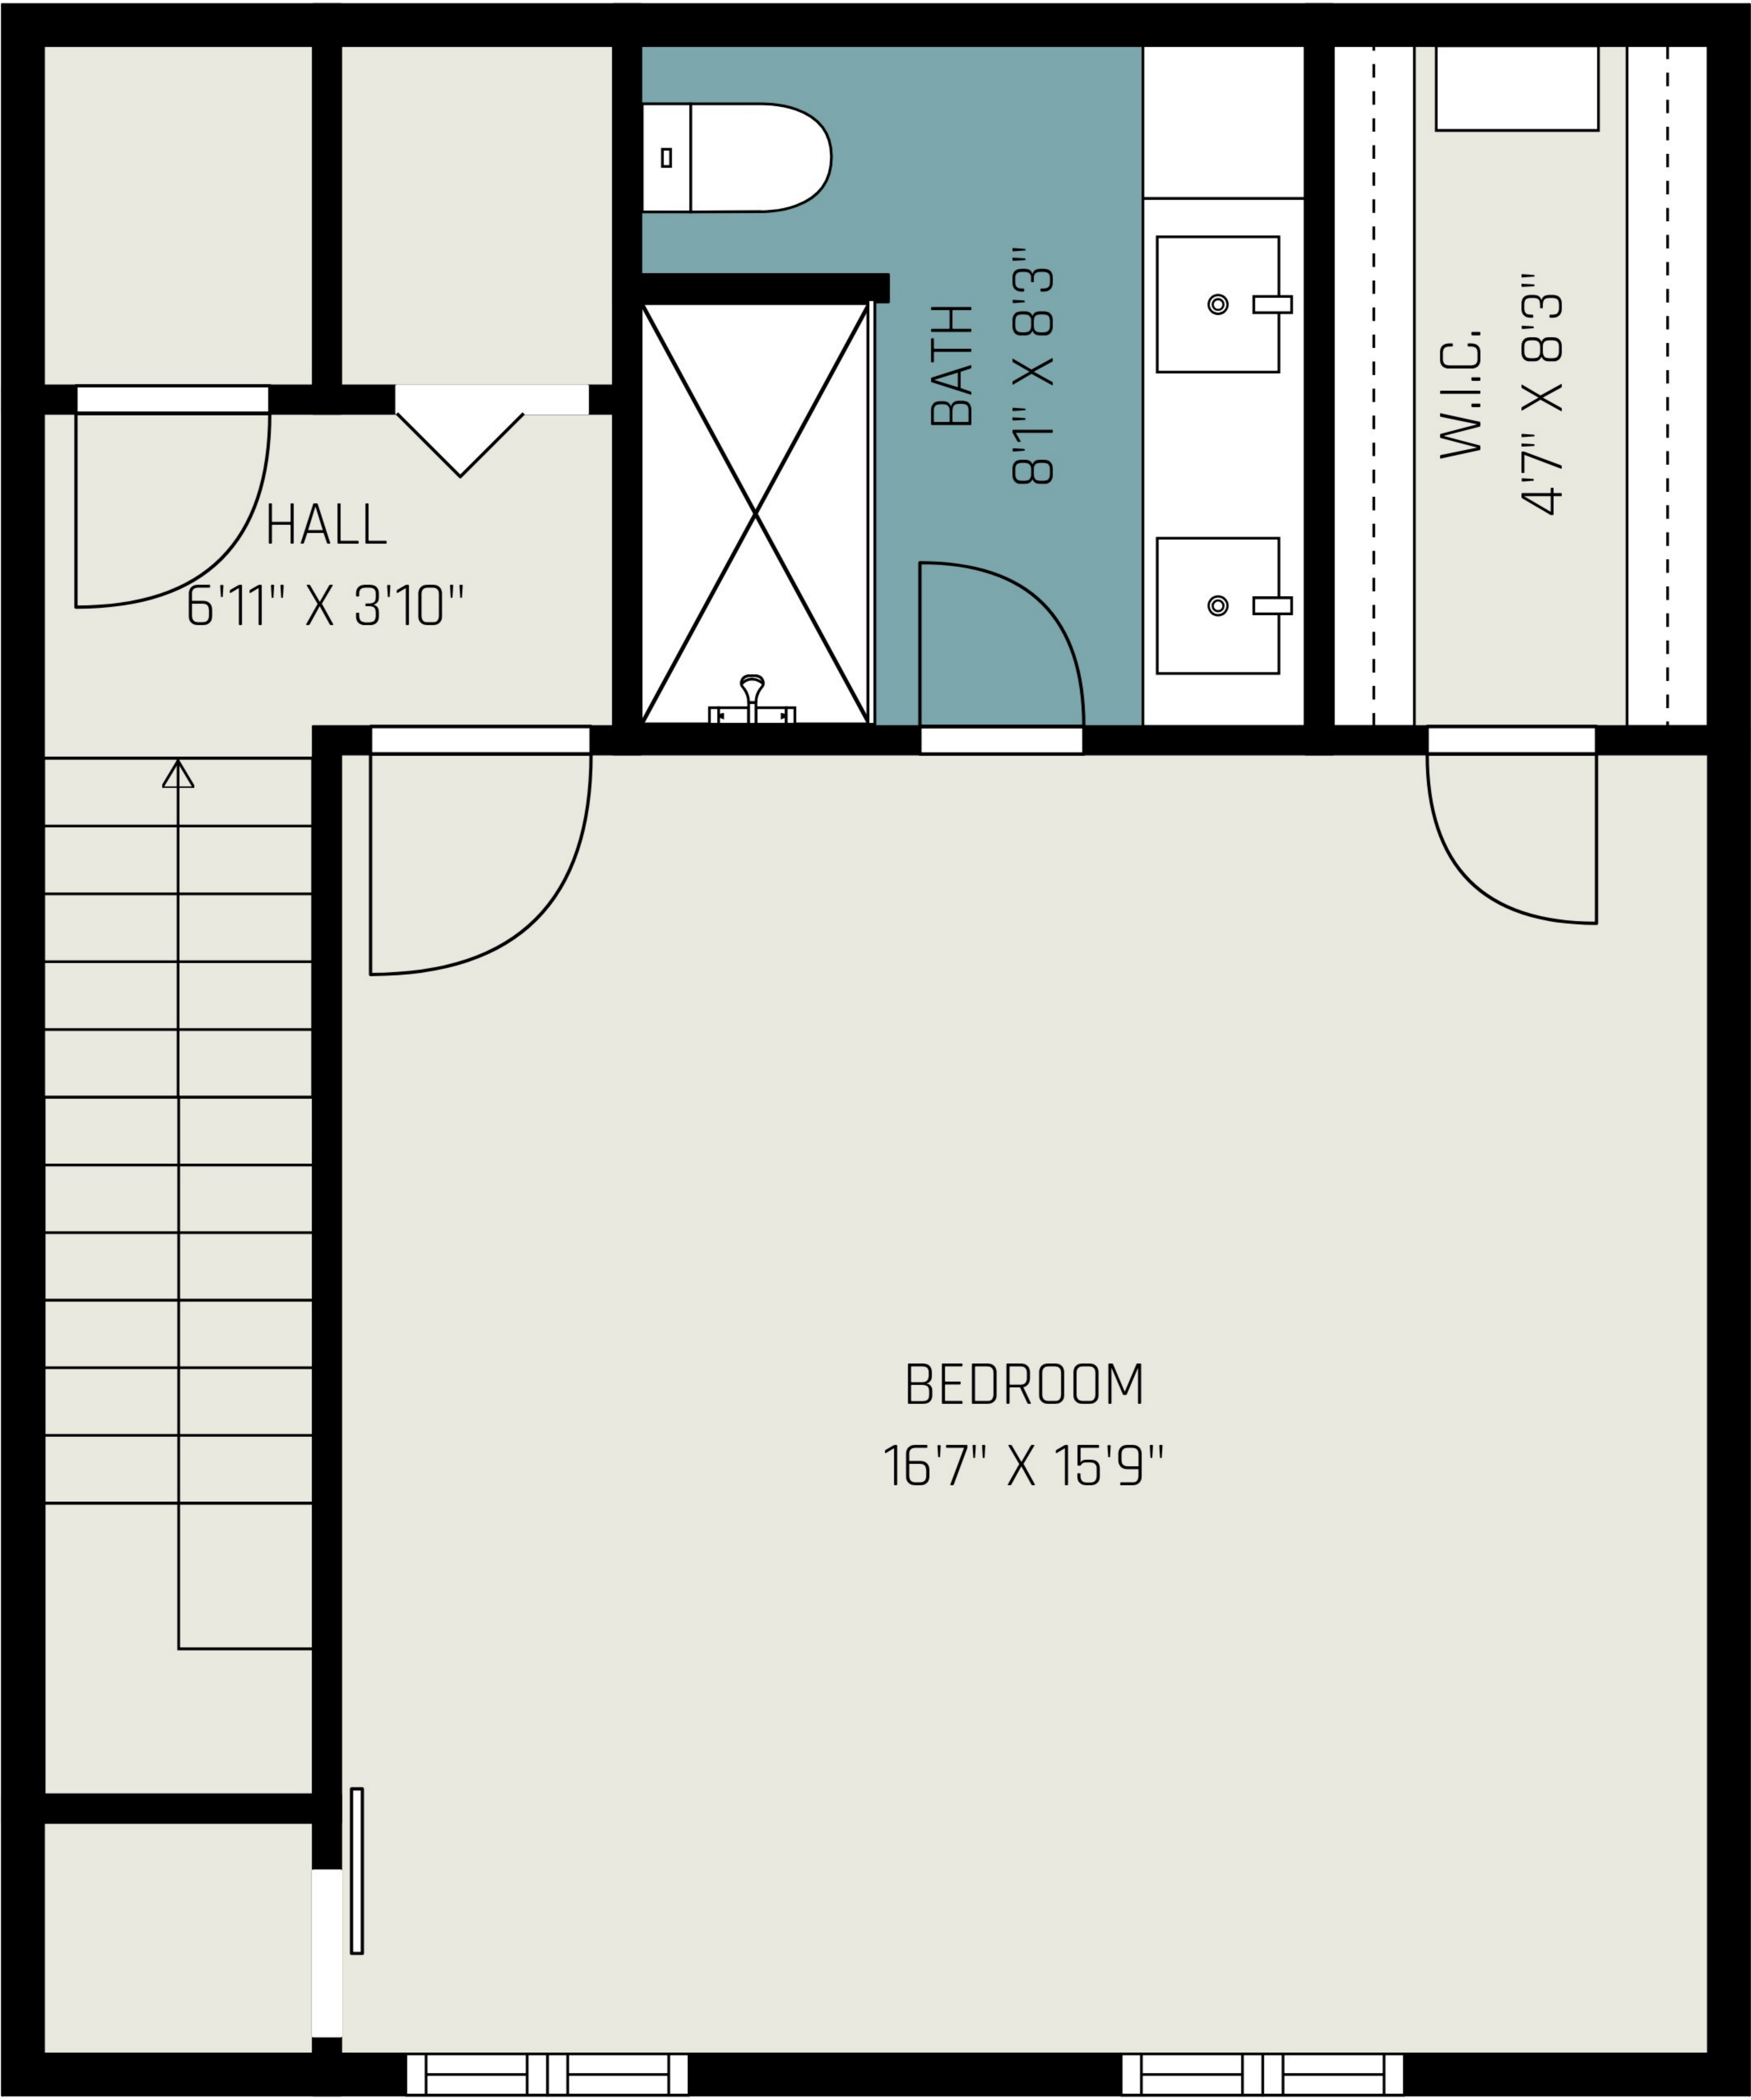 BATH
8'1" X 8'3"
W.I.C.
4'7" X 8'3"
HALL
6'11" X 3'10"
BEDROOM
16'7" X 15'9"